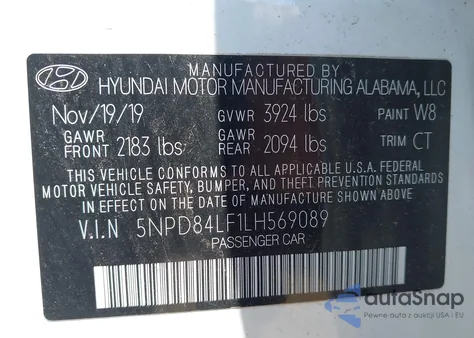 MANUFACTURED BY
HYUNDAI MOTOR MANUFACTURING ALABAMA, LLC
Nov/19/19 GVWR 3924 lbs PAINT W8
GAWR FRONT 2183 lbs GAWR REAR 2094 lbs TRIM CT
THIS VEHICLE CONFORMS TO ALL APPLICABLE U.S.A. FEDERAL
MOTOR VEHICLE SAFETY, BUMPER, AND THEFT PREVENTION STANDARDS
IN EFFECT ON THE DATE OF MANUFACTURE SHOWN ABOVE.
V.I.N 5NPD84LF1LH569089
PASSENGER CAR
autaSnap
Pewne auta z aukcji USA i EU